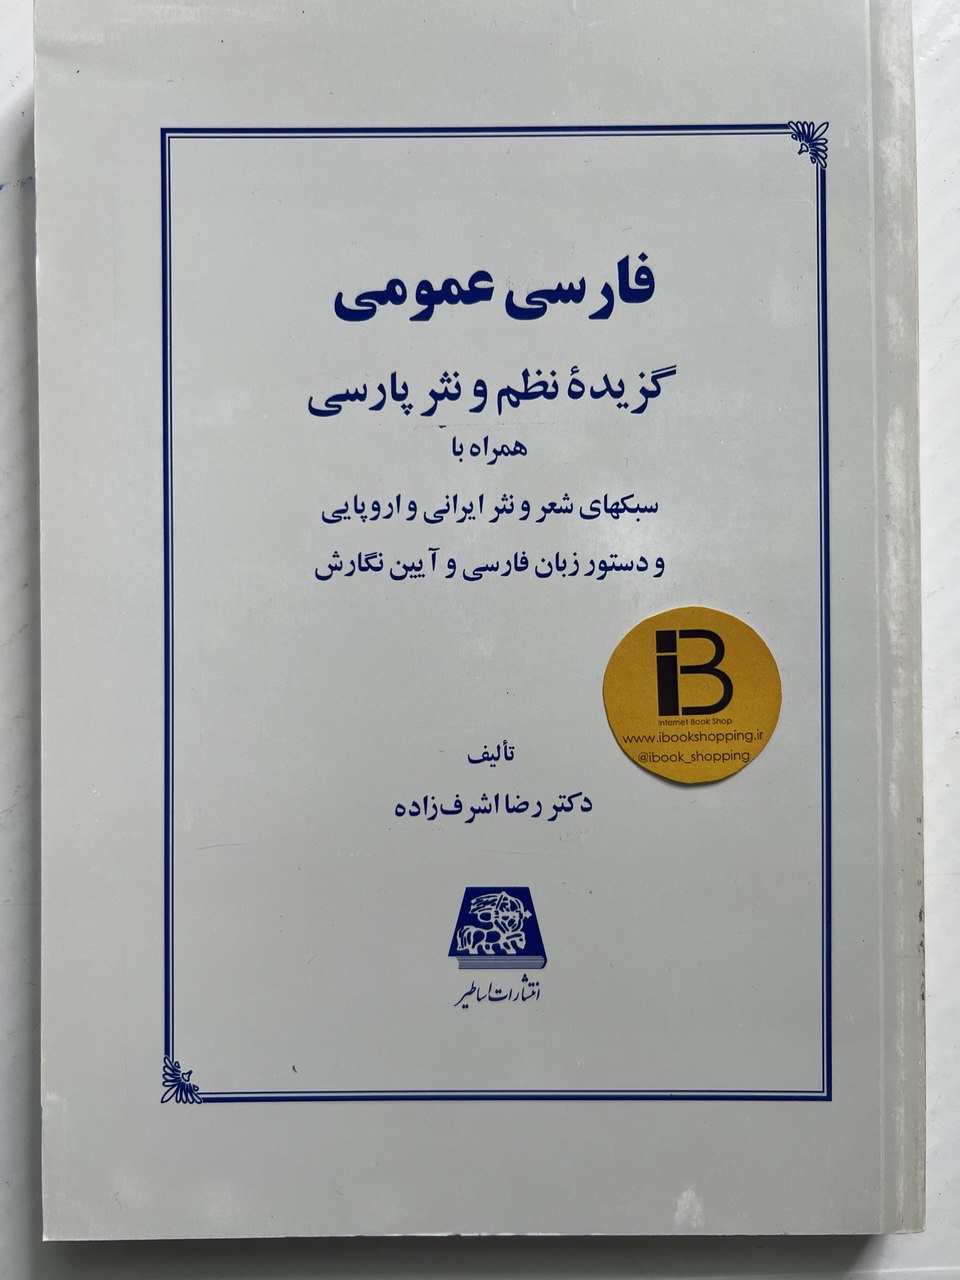 فارسی عمومی
گزیدهٔ نظم و نثر پارسی
همراه با
سبکهای شعر و نثر ایرانی و اروپایی
و دستور زبان فارسی و آیین نگارش
iB
Internet Book Shop
www.ibookshopping.ir
@ibook_shopping
تألیف
دکتر رضا اشرف‌زاده
انتشارات اساطیر